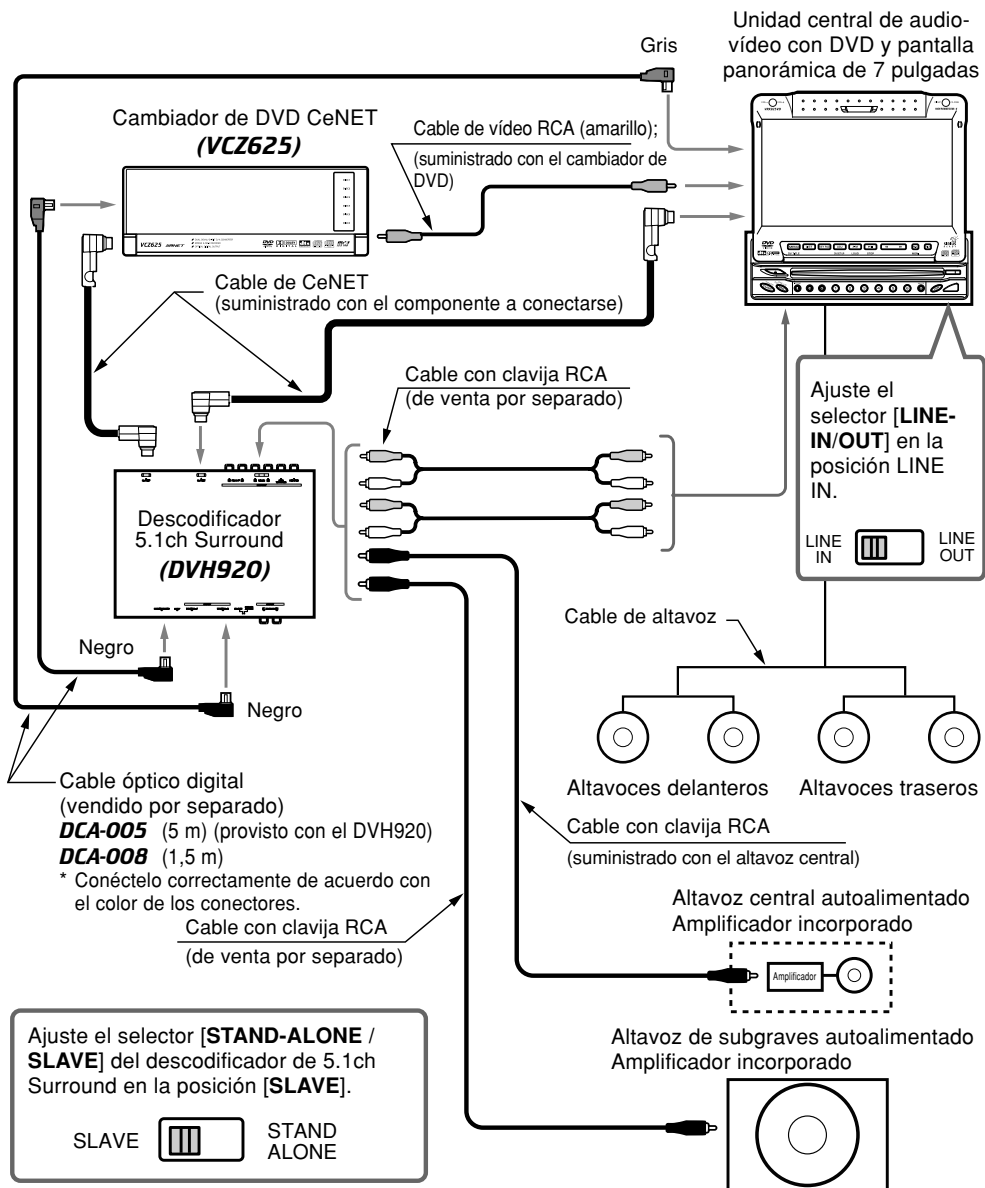 Unidad central de audio-
vídeo con DVD y pantalla
panorámica de 7 pulgadas
Gris
Cambiador de DVD CeNET
(VCZ625)
Cable de vídeo RCA (amarillo);
(suministrado con el cambiador de
DVD)
VCZ625
Cable de CeNET
(suministrado con el componente a conectarse)
Cable con clavija RCA
(de venta por separado)
Ajuste el
selector [LINE-
IN/OUT] en la
posición LINE
IN.
LINE
IN
LINE
OUT
Descodificador
5.1ch Surround
(DVH920)
Negro
Negro
Cable de altavoz
Altavoces delanteros
Altavoces traseros
Cable óptico digital
(vendido por separado)
DCA-005 (5 m) (provisto con el DVH920)
DCA-008 (1,5 m)
* Conéctelo correctamente de acuerdo con
el color de los conectores.
Cable con clavija RCA
(suministrado con el altavoz central)
Cable con clavija RCA
(de venta por separado)
Altavoz central autoalimentado
Amplificador incorporado
Amplificador
Altavoz de subgraves autoalimentado
Amplificador incorporado
Ajuste el selector [STAND-ALONE /
SLAVE] del descodificador de 5.1ch
Surround en la posición [SLAVE].
SLAVE
STAND
ALONE